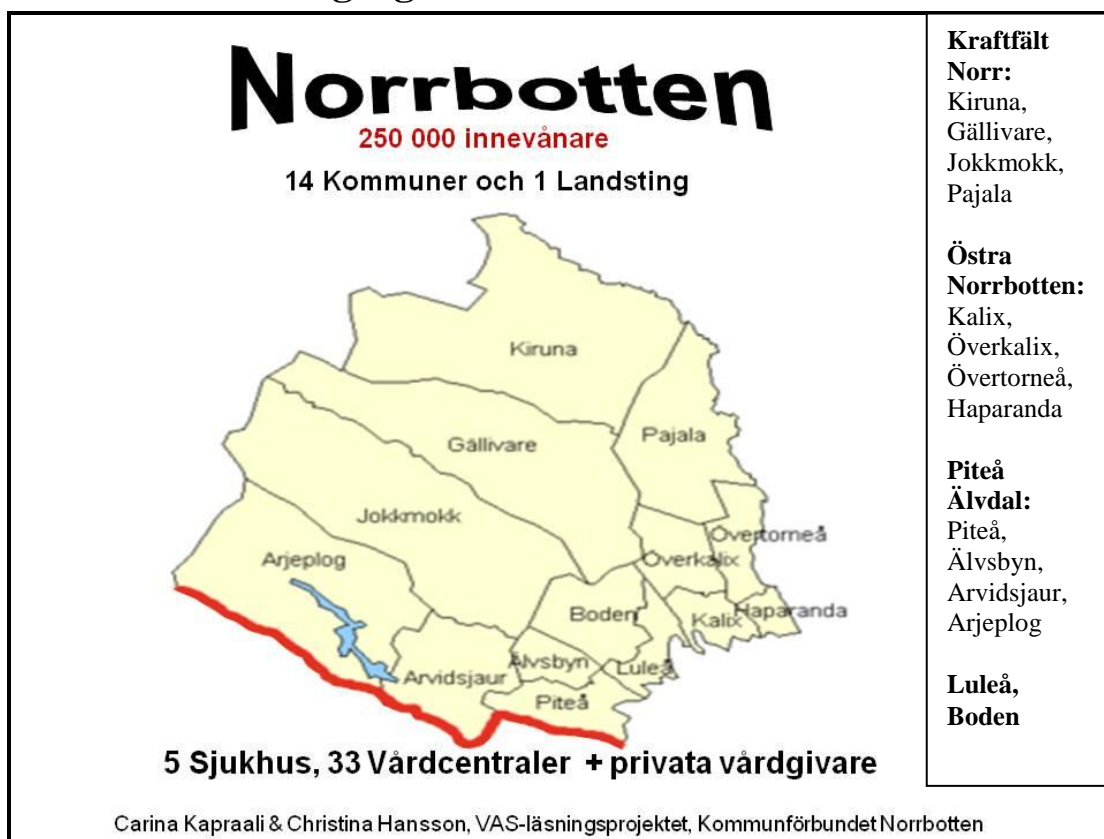 Norrbotten
250 000 innevånare
14 Kommuner och 1 Landsting
Kiruna
Pajala
Gällivare
Jokkmokk
Övertorneå
Arjeplog
Överkalix
Boden
Kalix
Haparanda
Älvsbyn
Luleå
Arvidsjaur
Piteå
5 Sjukhus, 33 Vårdcentraler + privata vårdgivare
Carina Kapraali & Christina Hansson, VAS-läsningsprojektet, Kommunförbundet Norrbotten
Kraftfält
Norr:
Kiruna,
Gällivare,
Jokkmokk,
Pajala
Östra
Norrbotten:
Kalix,
Överkalix,
Övertorneå,
Haparanda
Piteå
Älvdal:
Piteå,
Älvsbyn,
Arvidsjaur,
Arjeplog
Luleå,
Boden